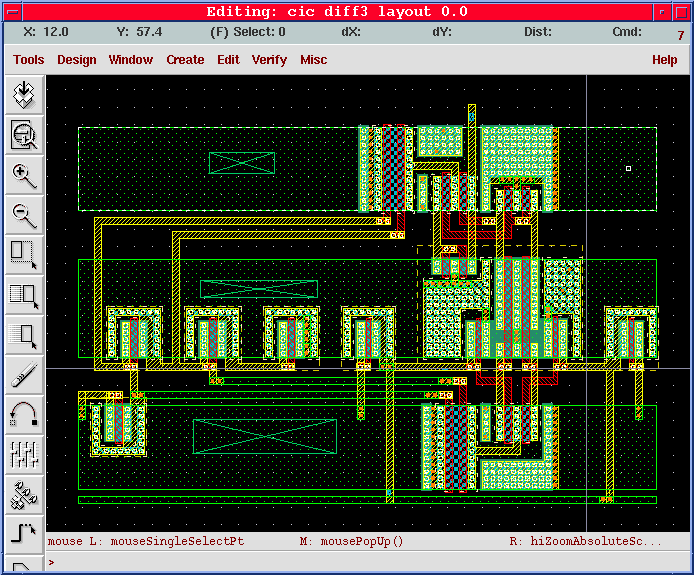 Editing: cic diff3 layout 0.0
X: 12.0 Y: 57.4 (F) Select: 0 dX: dY: Dist: Cmd: 7
Tools Design Window Create Edit Verify Misc Help
mouse L: mouseSingleSelectPt M: mousePopUp() R: hiZoomAbsoluteSc...
>